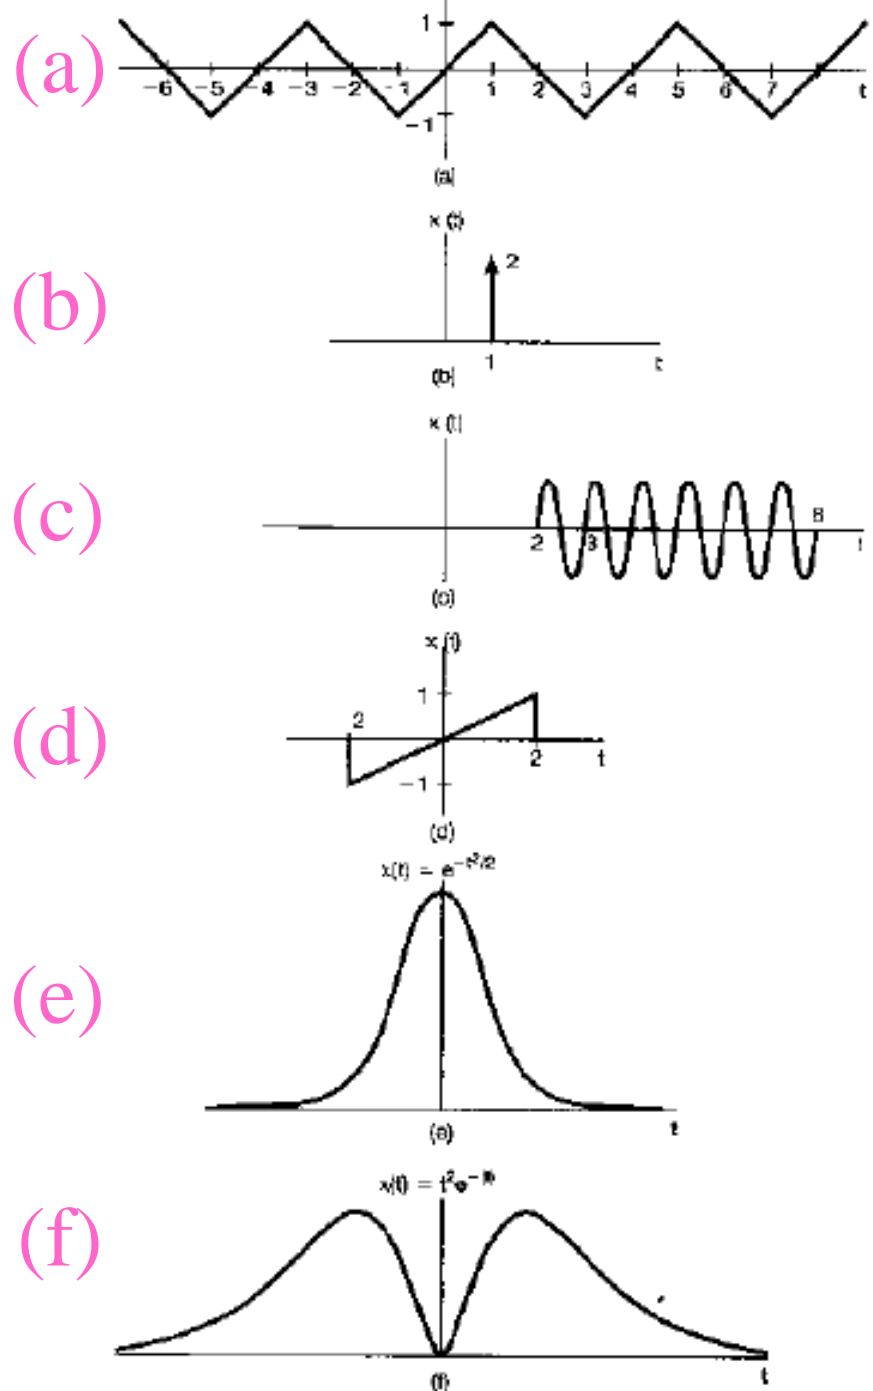 1
(a)
−6 −5 −4 −3 −2 −1 1 2 3 4 5 6 7 t
−1
(a)
x (t)
2
(b)
1 t
(b)
x (t)
(c)
8
2 3 t
(c)
x (t)
1
2
(d)
2 t
−1
(d)
x(t) = e^{−t²/2}
(e)
(e) t
x(t) = t²e^{−|t|}
(f)
t
(f)